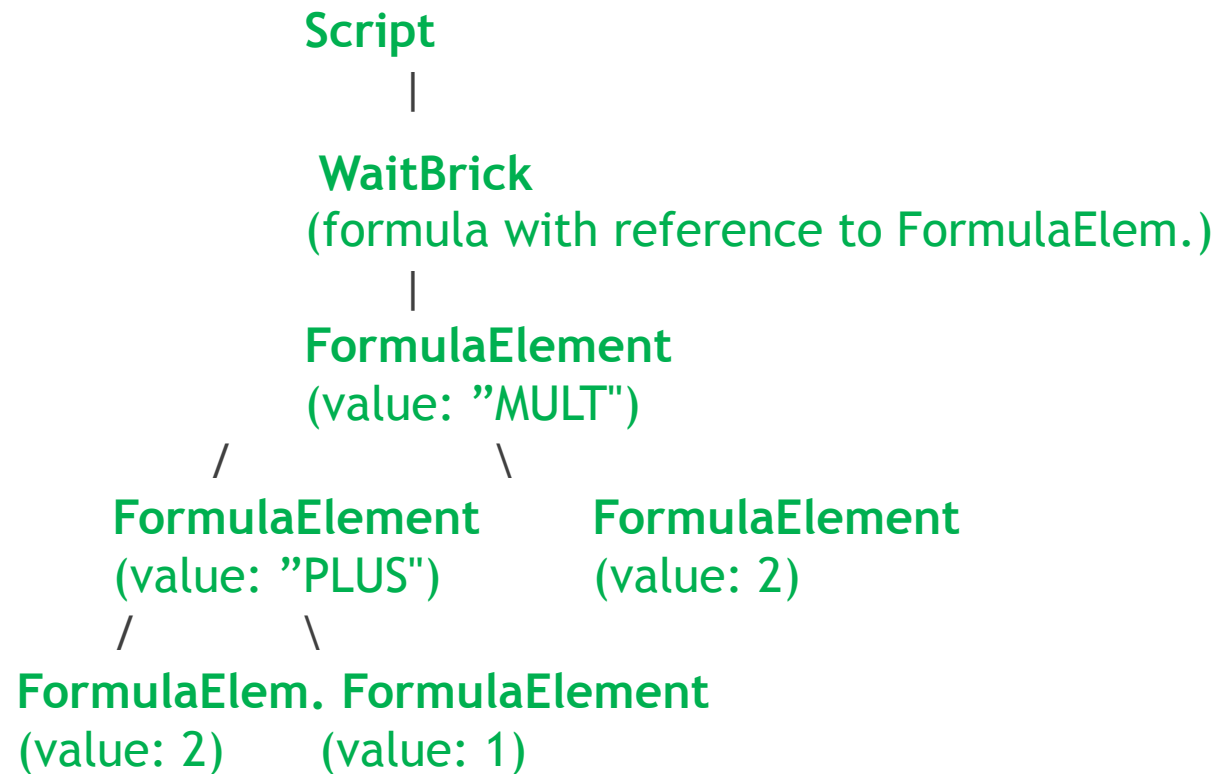 Script
|
WaitBrick
(formula with reference to FormulaElem.)
|
FormulaElement
(value: ”MULT")
/ \
FormulaElement FormulaElement
(value: ”PLUS") (value: 2)
/ \
FormulaElem. FormulaElement
(value: 2) (value: 1)